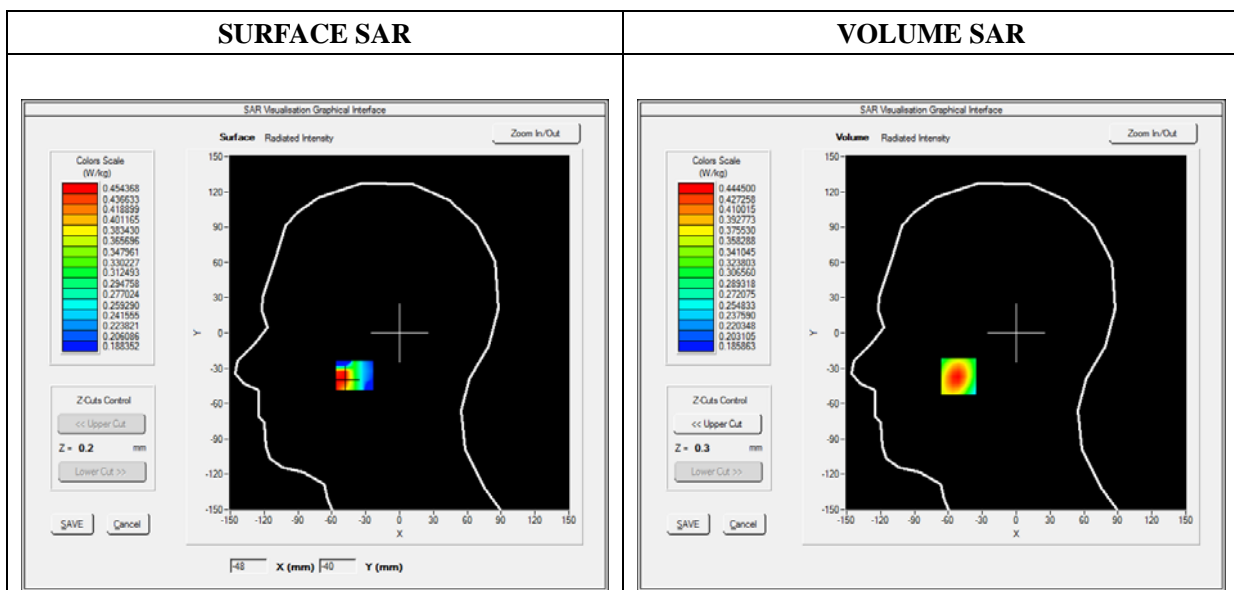 SURFACE SAR
VOLUME SAR
SAR Visualisation Graphical Interface
Surface Radiated Intensity
Zoom In/Out
Colors Scale
(W/kg)
0.454368
0.436633
0.418899
0.401165
0.383430
0.365696
0.347961
0.330227
0.312493
0.294758
0.277024
0.259290
0.241555
0.223821
0.206086
0.188352
Z-Cuts Control
<< Upper Cut
Z = 0.2 mm
Lower Cut >>
SAVE Cancel
150
120
90
60
30
0
-30
-60
-90
-120
-150
Y
-150 -120 -90 -60 -30 0 30 60 90 120 150
X
-48 X (mm) -40 Y (mm)
SAR Visualisation Graphical Interface
Volume Radiated Intensity
Zoom In/Out
Colors Scale
(W/kg)
0.444500
0.427258
0.410015
0.392773
0.375530
0.358288
0.341045
0.323803
0.306560
0.289318
0.272075
0.254833
0.237590
0.220348
0.203105
0.185863
Z-Cuts Control
<< Upper Cut
Z = 0.3 mm
Lower Cut >>
SAVE Cancel
150
120
90
60
30
0
-30
-60
-90
-120
-150
Y
-150 -120 -90 -60 -30 0 30 60 90 120 150
X